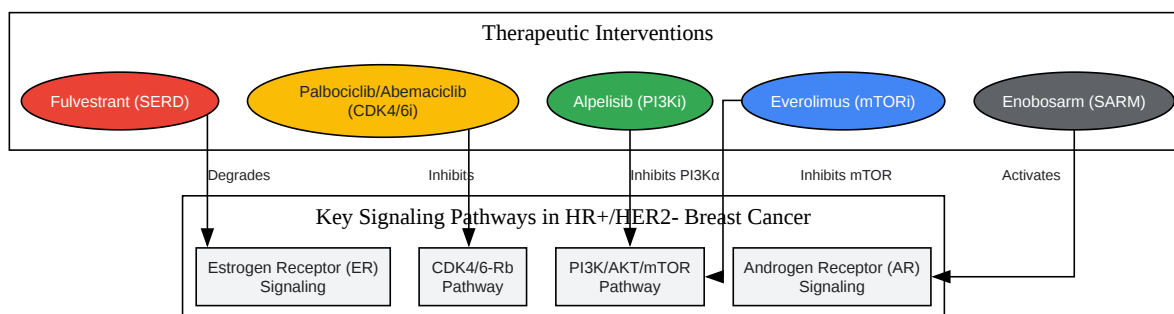 Therapeutic Interventions
Fulvestrant (SERD)
Palbociclib/Abemaciclib
(CDK4/6i)
Alpelisib (PI3Ki)
Everolimus (mTORi)
Enobosarm (SARM)
Degrades
Inhibits
Inhibits PI3Kα
Inhibits mTOR
Activates
Key Signaling Pathways in HR+/HER2- Breast Cancer
Estrogen Receptor (ER)
Signaling
CDK4/6-Rb
Pathway
PI3K/AKT/mTOR
Pathway
Androgen Receptor (AR)
Signaling